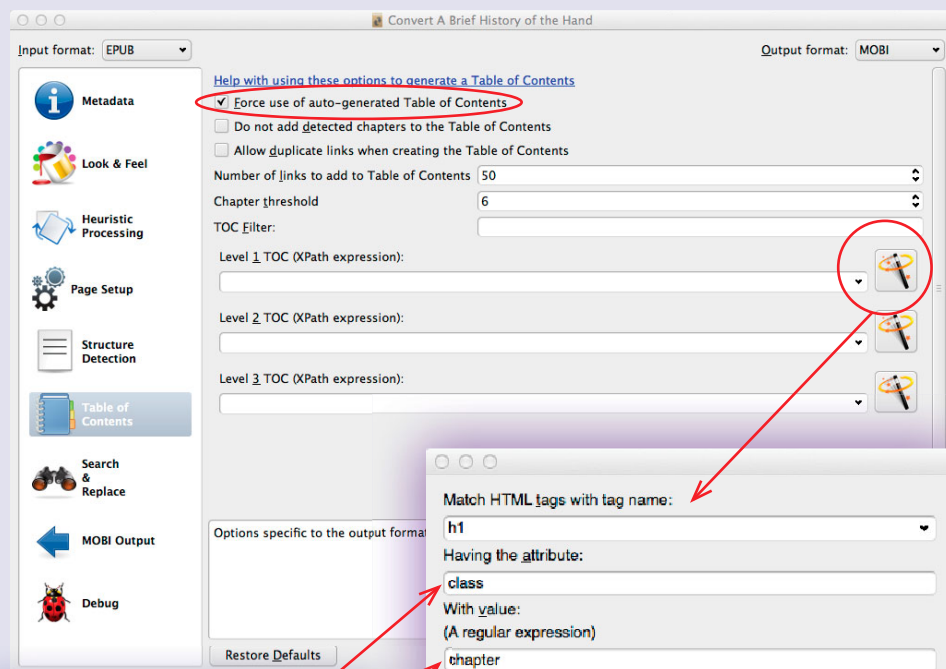 Convert A Brief History of the Hand
Input format: EPUB
Output format: MOBI
Metadata
Look & Feel
Heuristic
Processing
Page Setup
Structure
Detection
Table of
Contents
Search
&
Replace
MOBI Output
Debug
Help with using these options to generate a Table of Contents
Force use of auto-generated Table of Contents
Do not add detected chapters to the Table of Contents
Allow duplicate links when creating the Table of Contents
Number of links to add to Table of Contents 50
Chapter threshold 6
TOC Filter:
Level 1 TOC (XPath expression):
Level 2 TOC (XPath expression):
Level 3 TOC (XPath expression):
Options specific to the output format
Restore Defaults
Match HTML tags with tag name:
h1
Having the attribute:
class
With value:
(A regular expression)
chapter